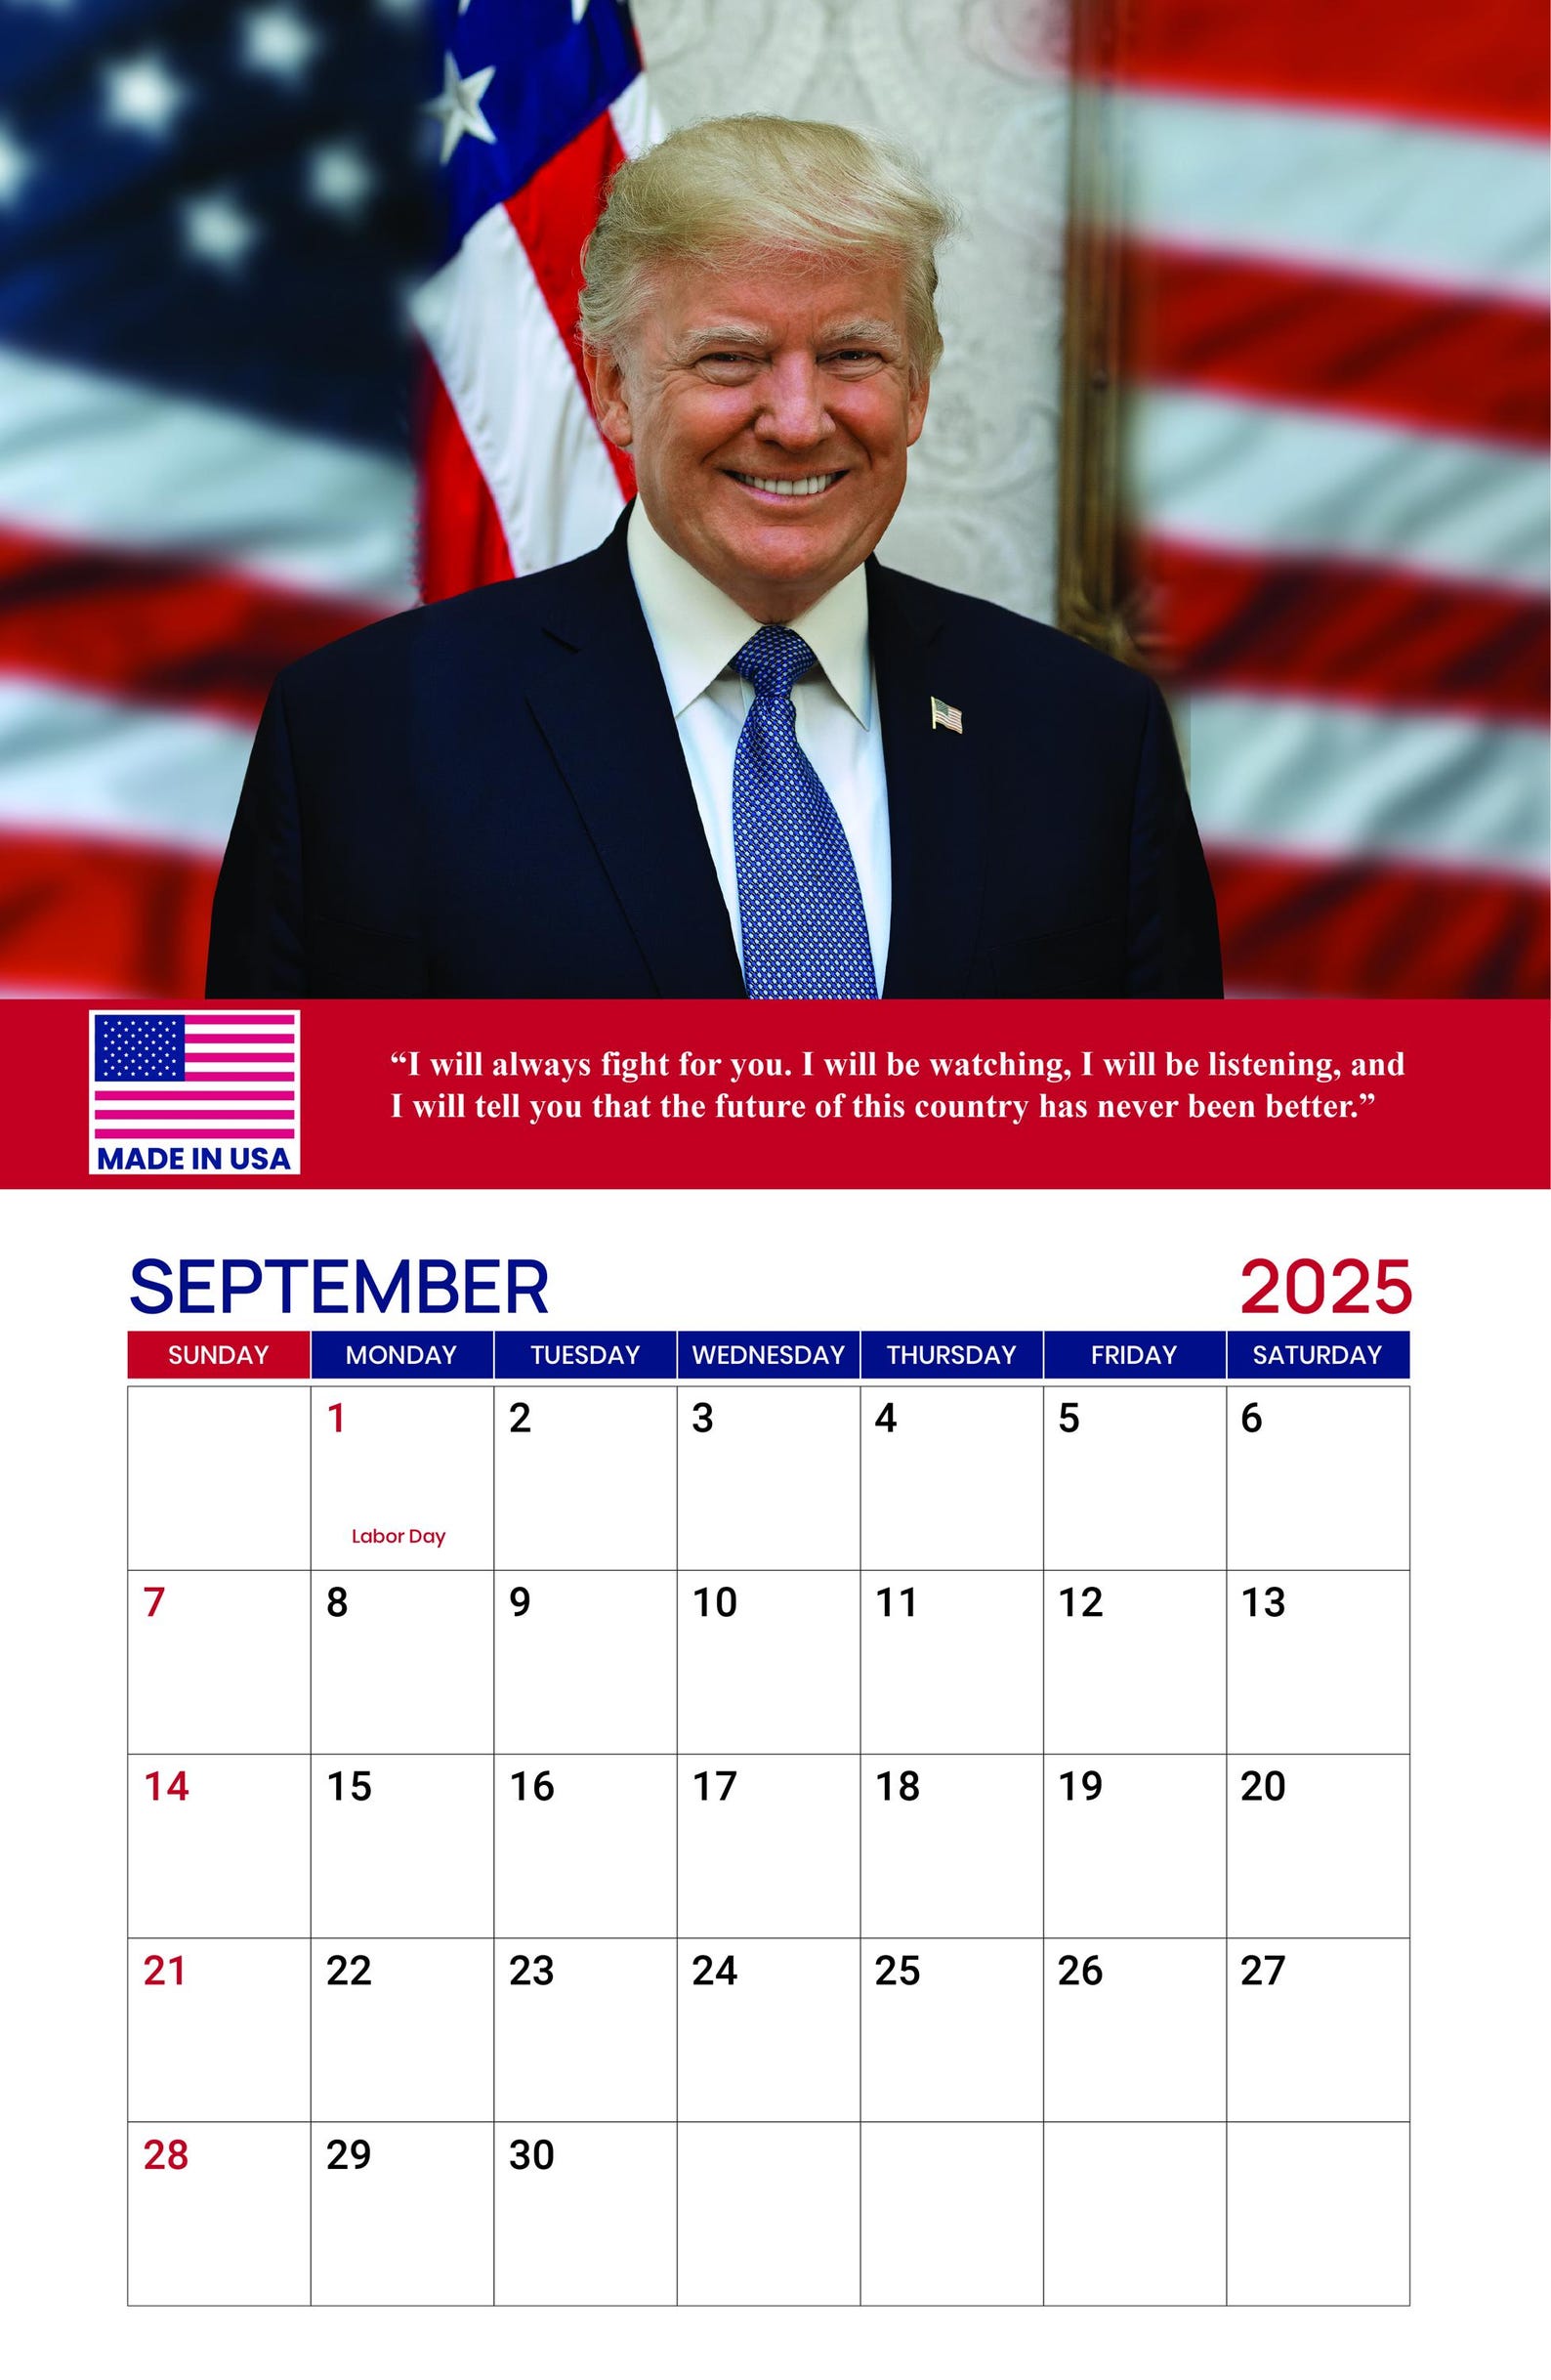 “I will always fight for you. I will be watching, I will be listening, and
I will tell you that the future of this country has never been better.”
MADE IN USA
SEPTEMBER 2025
SUNDAY MONDAY TUESDAY WEDNESDAY THURSDAY FRIDAY SATURDAY
1 2 3 4 5 6
Labor Day
7 8 9 10 11 12 13
14 15 16 17 18 19 20
21 22 23 24 25 26 27
28 29 30